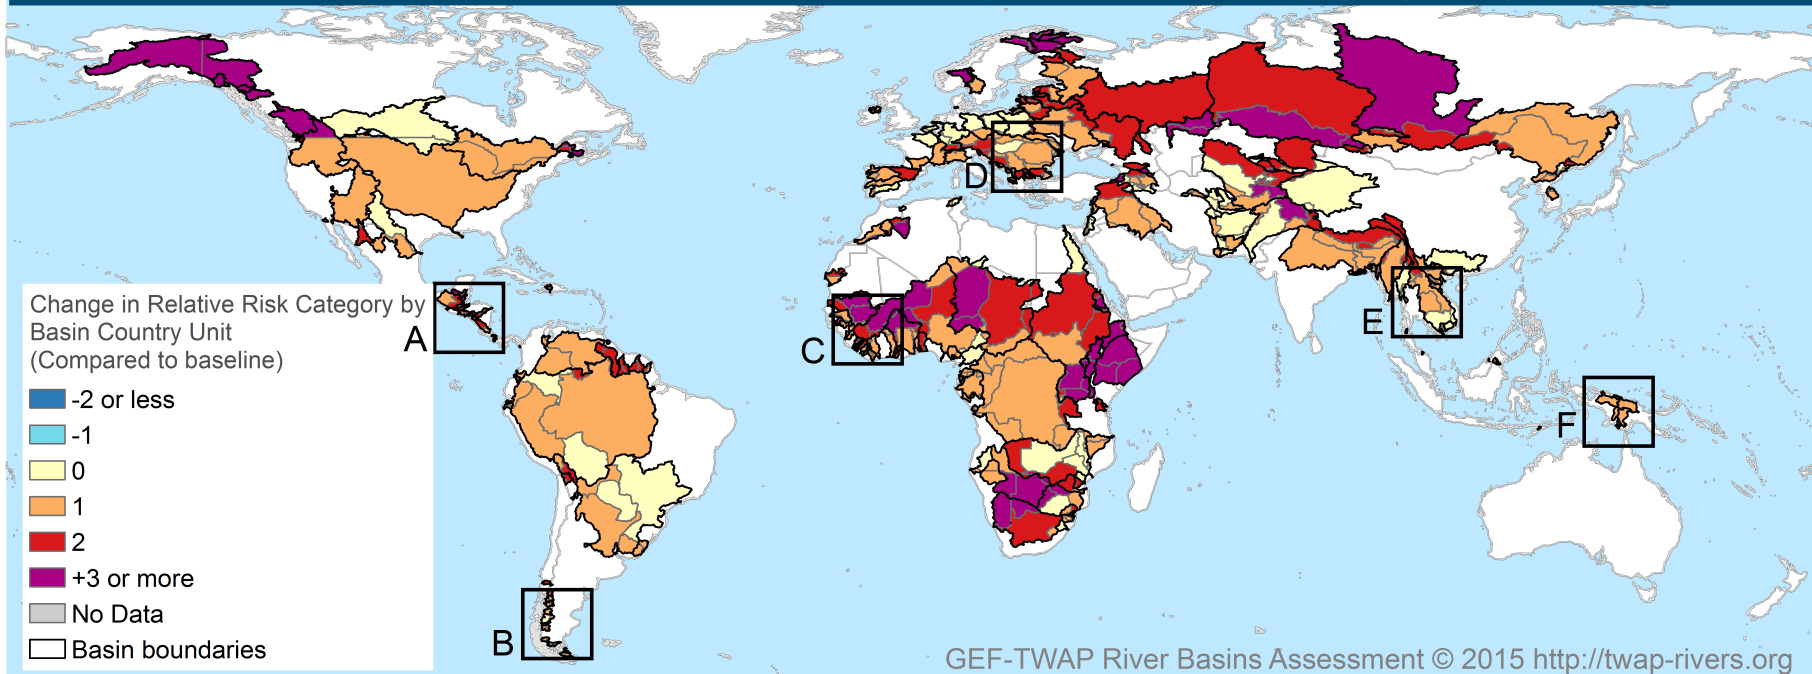 Change in Relative Risk Category by
Basin Country Unit
(Compared to baseline)
-2 or less
-1
0
1
2
+3 or more
No Data
Basin boundaries
A
B
C
D
E
F
GEF-TWAP River Basins Assessment © 2015 http://twap-rivers.org